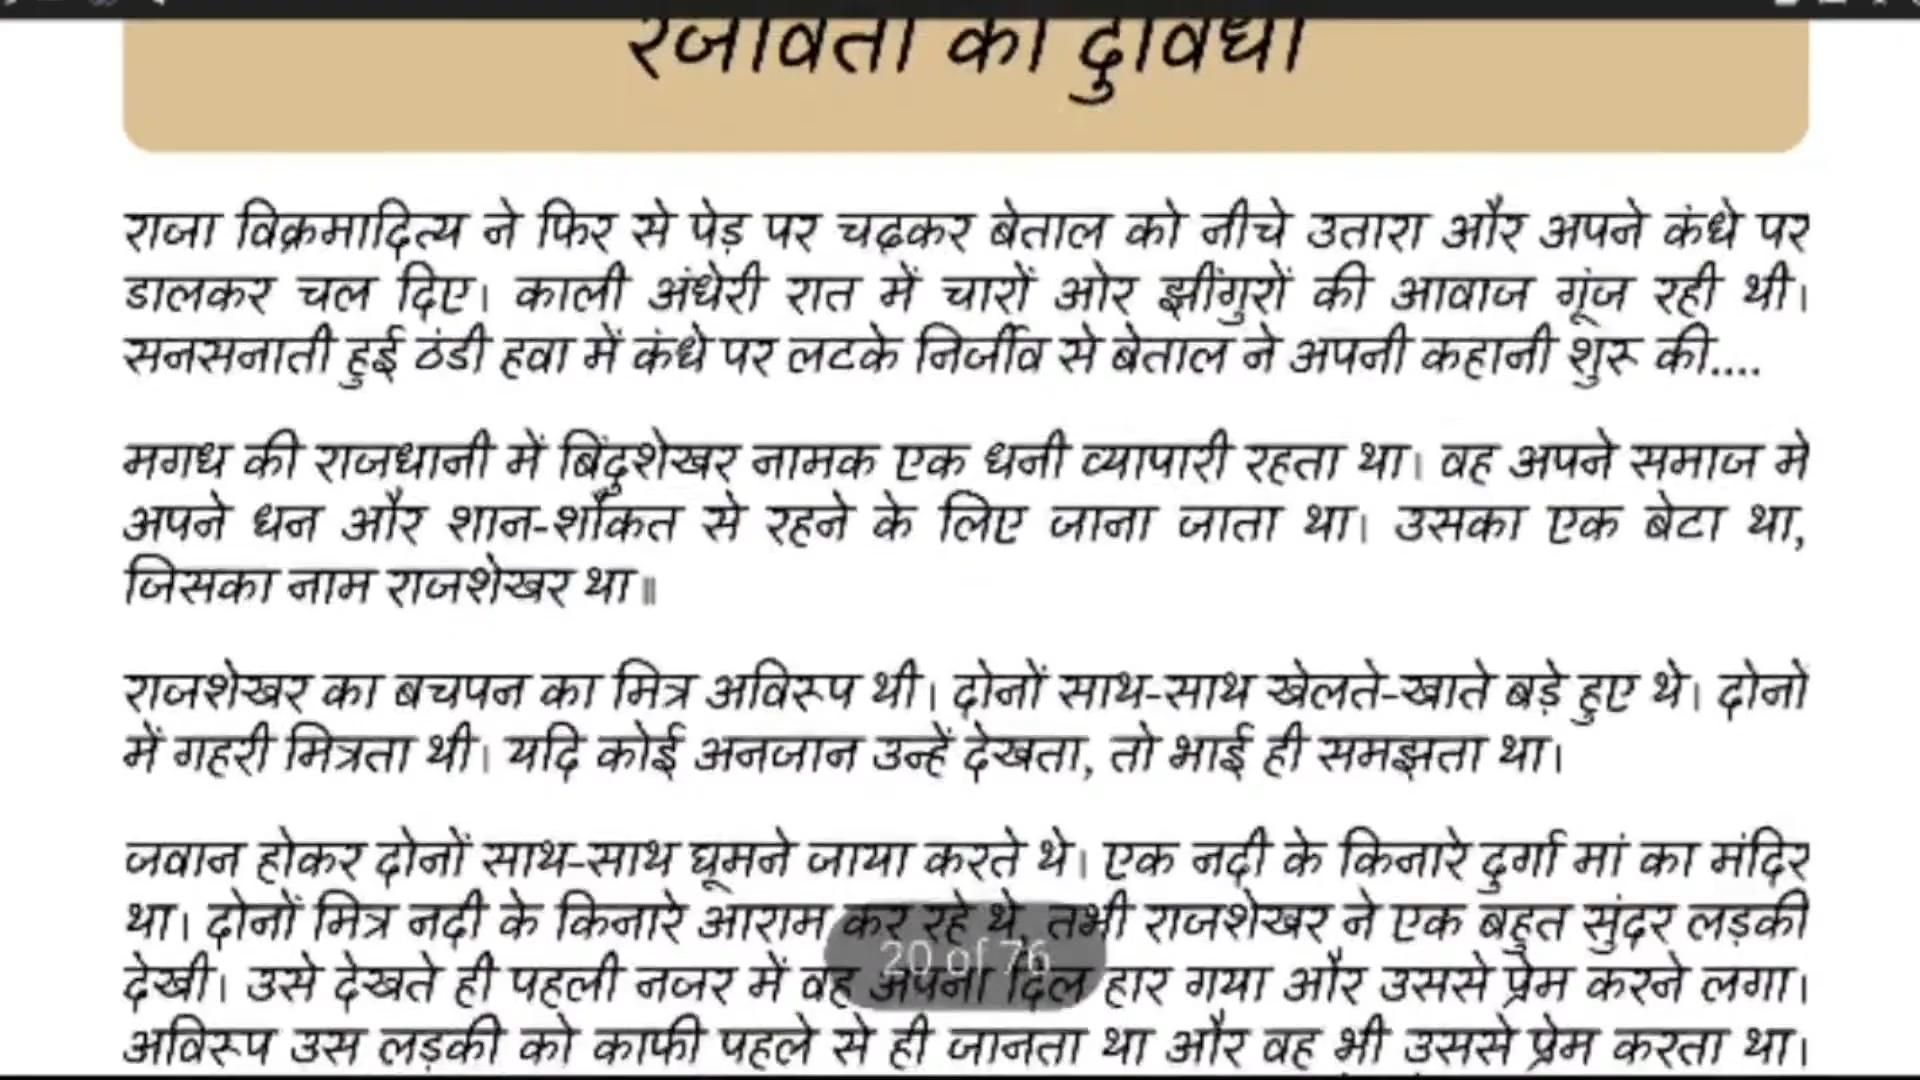 रजावती की दुविधा
राजा विक्रमादित्य ने फिर से पेड़ पर चढ़कर बेताल को नीचे उतारा और अपने कंधे पर
डालकर चल दिए। काली अंधेरी रात में चारों ओर झींगुरों की आवाज गूंज रही थी।
सनसनाती हुई ठंडी हवा में कंधे पर लटके निर्जीव से बेताल ने अपनी कहानी शुरू की....
मगध की राजधानी में बिंदुशेखर नामक एक धनी व्यापारी रहता था। वह अपने समाज मे
अपने धन और शान-शौकत से रहने के लिए जाना जाता था। उसका एक बेटा था,
जिसका नाम राजशेखर था॥
राजशेखर का बचपन का मित्र अविरूप थी। दोनों साथ-साथ खेलते-खाते बड़े हुए थे। दोनो
में गहरी मित्रता थी। यदि कोई अनजान उन्हें देखता, तो भाई ही समझता था।
जवान होकर दोनों साथ-साथ घूमने जाया करते थे। एक नदी के किनारे दुर्गा मां का मंदिर
था। दोनों मित्र नदी के किनारे आराम कर रहे थे, तभी राजशेखर ने एक बहुत सुंदर लड़की
देखी। उसे देखते ही पहली नजर में वह अपना दिल हार गया और उससे प्रेम करने लगा।
20 of 76
अविरूप उस लड़की को काफी पहले से ही जानता था और वह भी उससे प्रेम करता था।